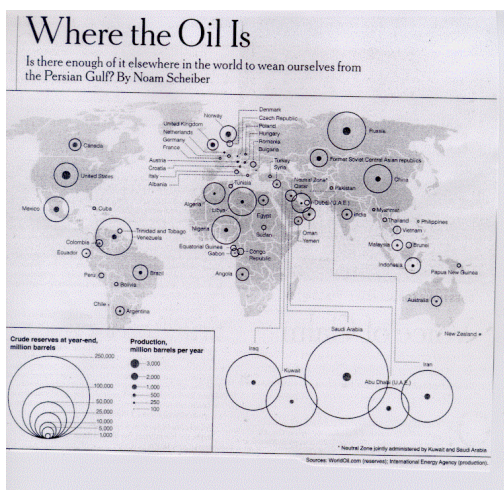 Where the Oil Is
Is there enough of it elsewhere in the world to wean ourselves from
the Persian Gulf? By Noam Scheiber
Norway
United Kingdom
Netherlands
Germany
France
Austria
Croatia
Italy
Albania
Denmark
Czech Republic
Poland
Hungary
Romania
Bulgaria
Turkey
Syria
Tunisia
Russia
Former Soviet Central Asian republics
Canada
United States
Mexico
Cuba
Trinidad and Tobago
Venezuela
Colombia
Ecuador
Peru
Brazil
Bolivia
Chile
Argentina
Algeria
Libya
Egypt
Nigeria
Sudan
Equatorial Guinea
Gabon
Congo
Republic
Angola
Neutral Zone*
Qatar
Dubai (U.A.E.)
Oman
Yemen
Pakistan
India
China
Myanmar
Thailand
Philippines
Vietnam
Malaysia
Brunei
Indonesia
Papua New Guinea
Australia
New Zealand
Crude reserves at year-end,
million barrels
250,000
100,000
50,000
25,000
10,000
5,000
1,000
Production,
million barrels per year
3,000
2,000
1,000
500
250
100
Iraq
Kuwait
Saudi Arabia
Abu Dhabi (U.A.E.)
Iran
* Neutral Zone jointly administered by Kuwait and Saudi Arabia
Sources: WorldOil.com (reserves); International Energy Agency (production).